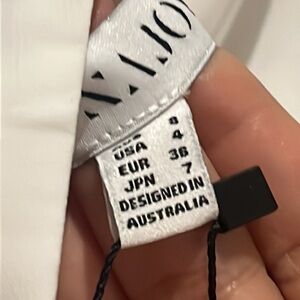 8
USA 4
EUR 36
JPN 7
DESIGNED IN
AUSTRALIA